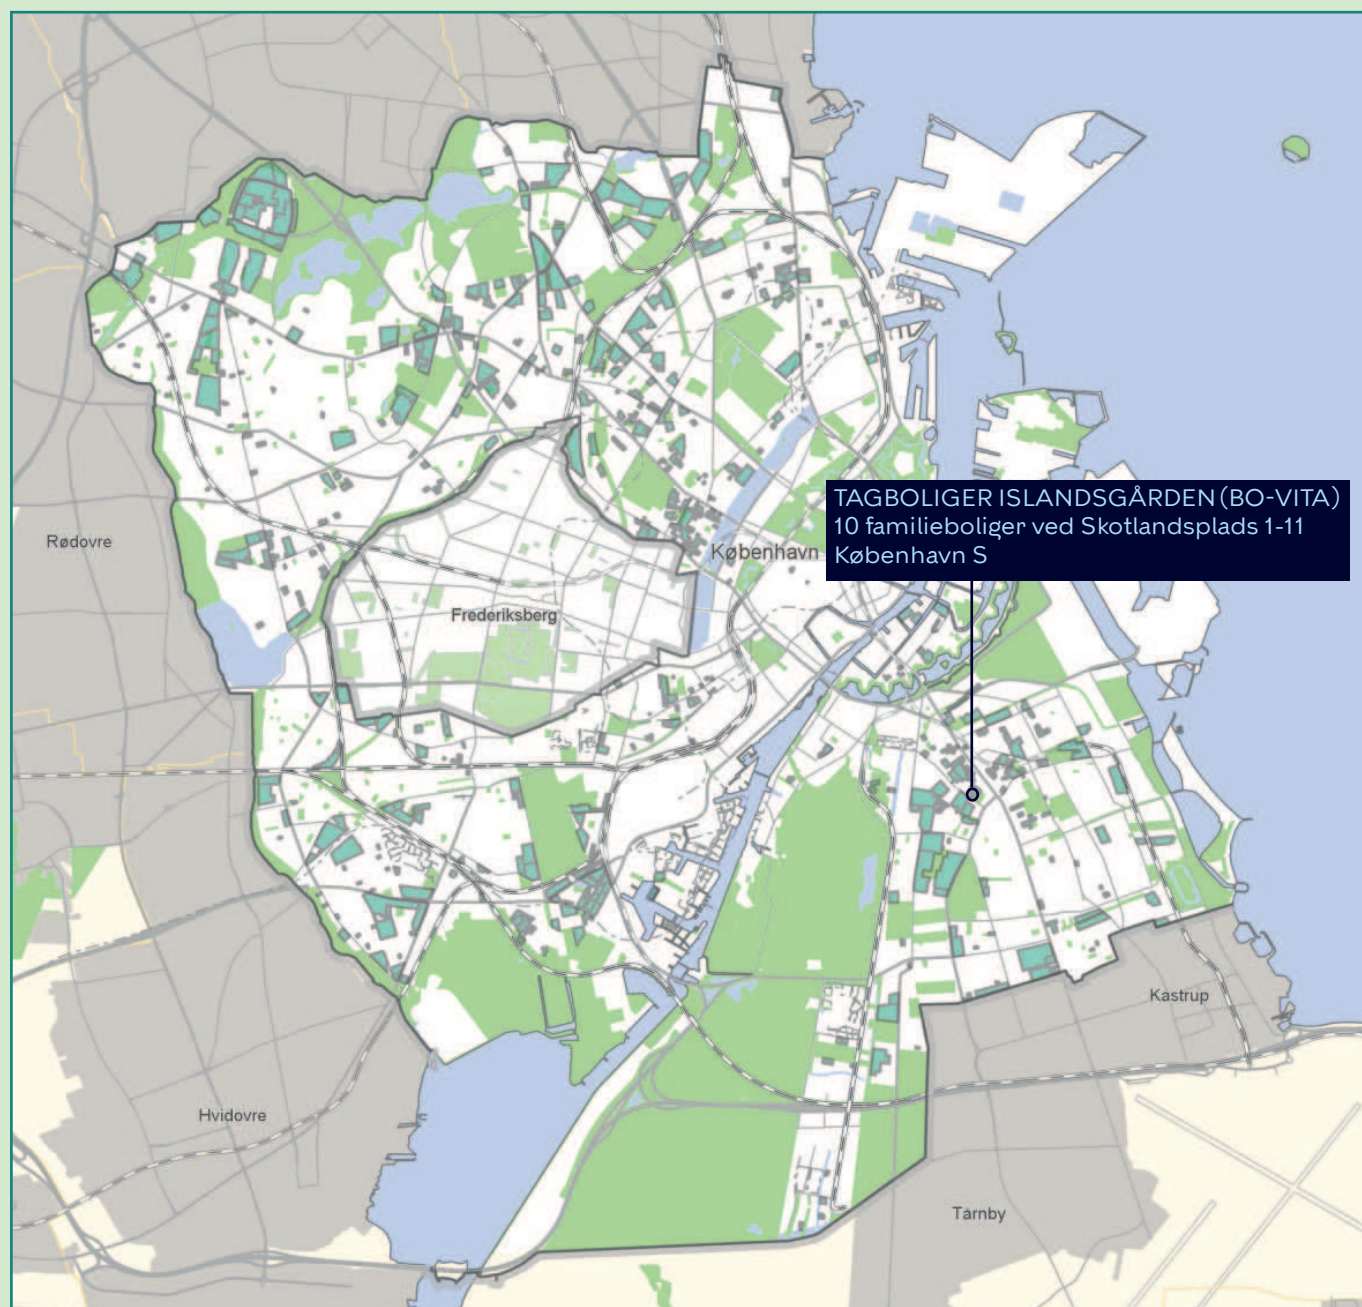 TAGBOLIGER ISLANDSGÅRDEN (BO-VITA)
10 familieboliger ved Skotlandsplads 1-11
København S
Rødovre
København
Frederiksberg
Kastrup
Hvidovre
Tårnby